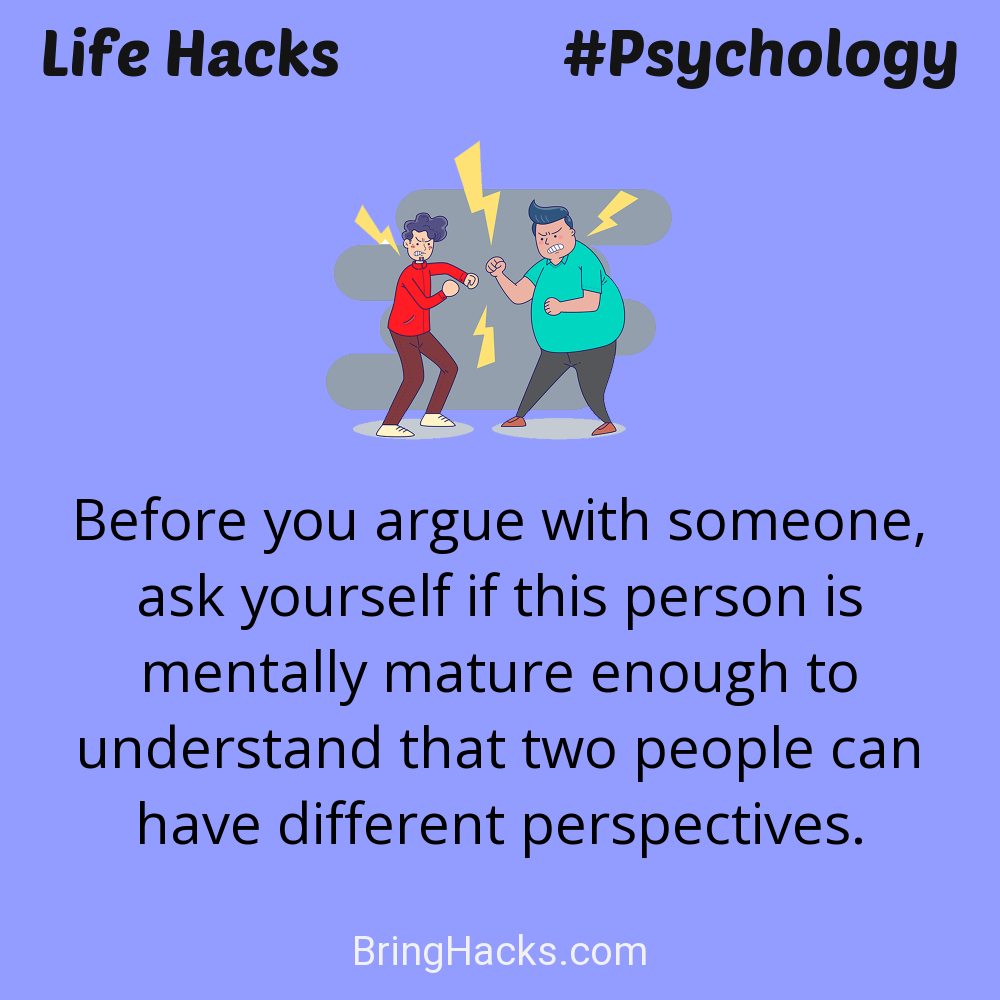 Life Hacks
#Psychology
Before you argue with someone,
ask yourself if this person is
mentally mature enough to
understand that two people can
have different perspectives.
BringHacks.com